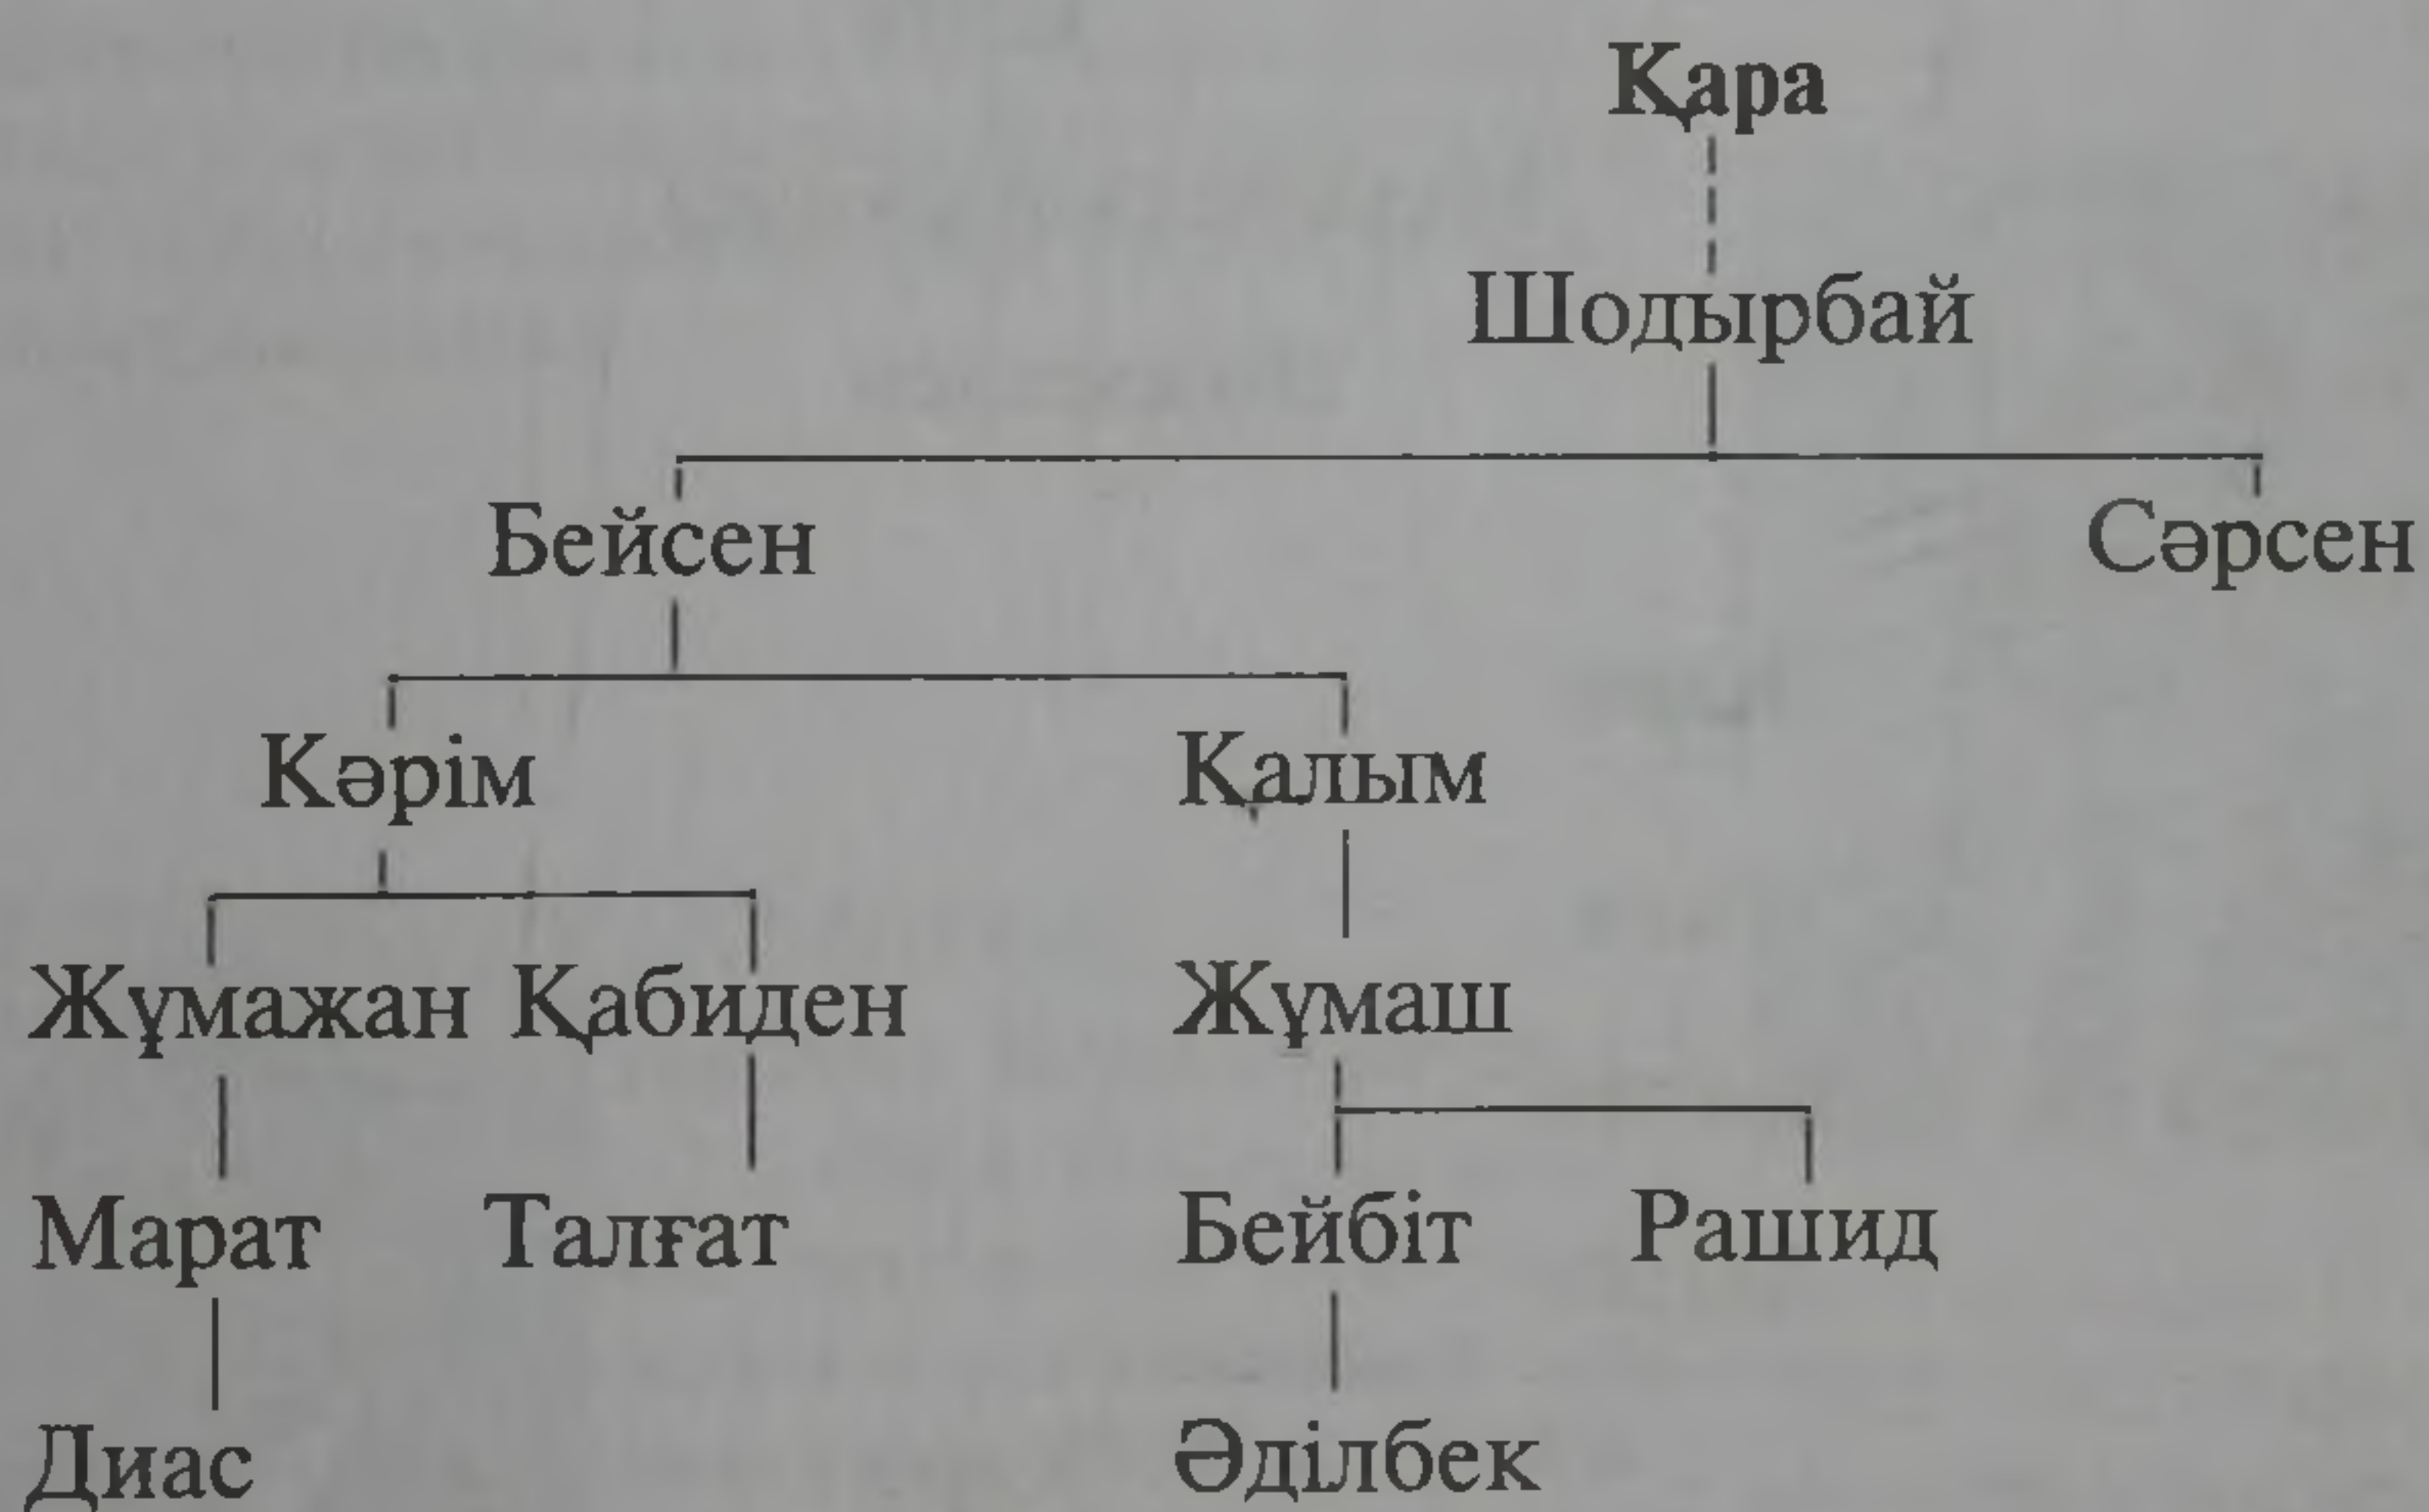 Қара
Шодырбай
Бейсен Сәрсен
Кәрім Қалым
Жұмажан Қабиден Жұмаш
Марат Талғат Бейбіт Рашид
Диас Әділбек